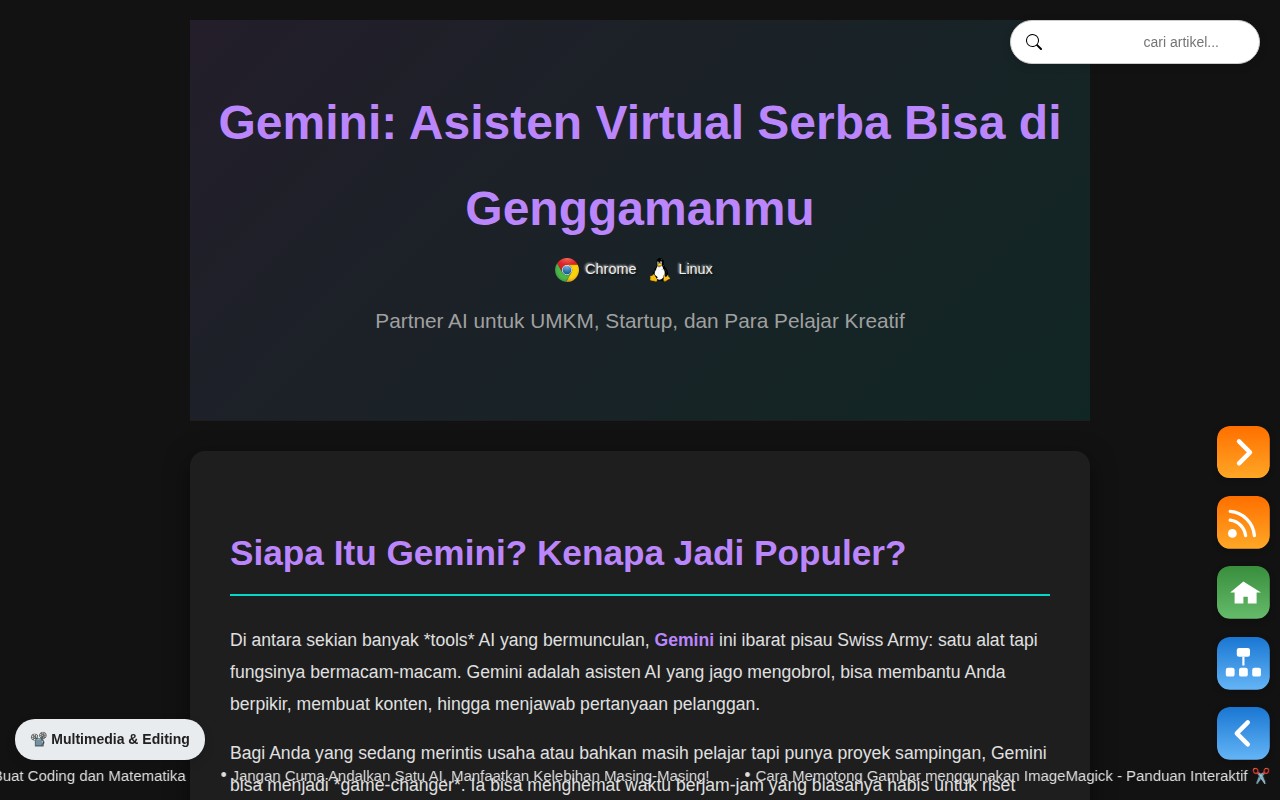 cari artikel...
Gemini: Asisten Virtual Serba Bisa di
Genggamanmu
Chrome Linux
Partner AI untuk UMKM, Startup, dan Para Pelajar Kreatif
Siapa Itu Gemini? Kenapa Jadi Populer?
Di antara sekian banyak *tools* AI yang bermunculan, Gemini ini ibarat pisau Swiss Army: satu alat tapi
fungsinya bermacam-macam. Gemini adalah asisten AI yang jago mengobrol, bisa membantu Anda
berpikir, membuat konten, hingga menjawab pertanyaan pelanggan.
📽️ Multimedia & Editing
Bagi Anda yang sedang merintis usaha atau bahkan masih pelajar tapi punya proyek sampingan, Gemini
Buat Coding dan Matematika • Jangan Cuma Andalkan Satu AI, Manfaatkan Kelebihan Masing-Masing! • Cara Memotong Gambar menggunakan ImageMagick - Panduan Interaktif ✂️
bisa menjadi *game-changer*. Ia bisa menghemat waktu berjam-jam yang biasanya habis untuk riset